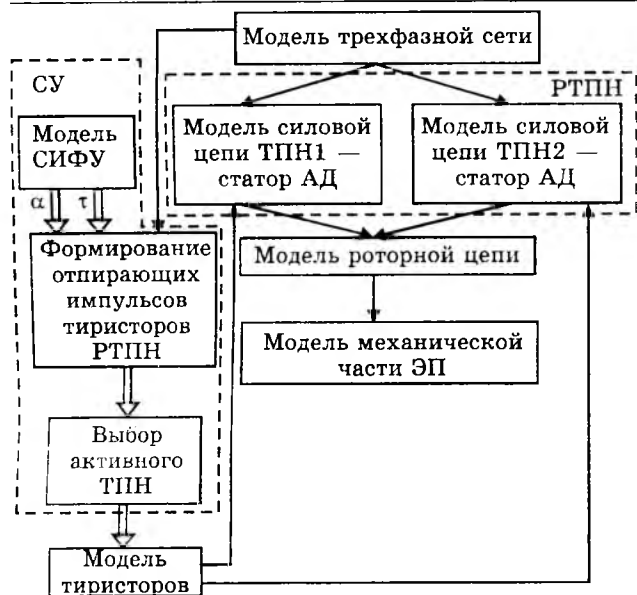 Модель трехфазной сети
СУ
РТПН
Модель
СИФУ
Модель силовой
цепи ТПН1 —
статор АД
Модель силовой
цепи ТПН2 —
статор АД
α
τ
Формирование
отпирающих
импульсов
тиристоров
РТПН
Модель роторной цепи
Модель механической
части ЭП
Выбор
активного
ТПН
Модель
тиристоров